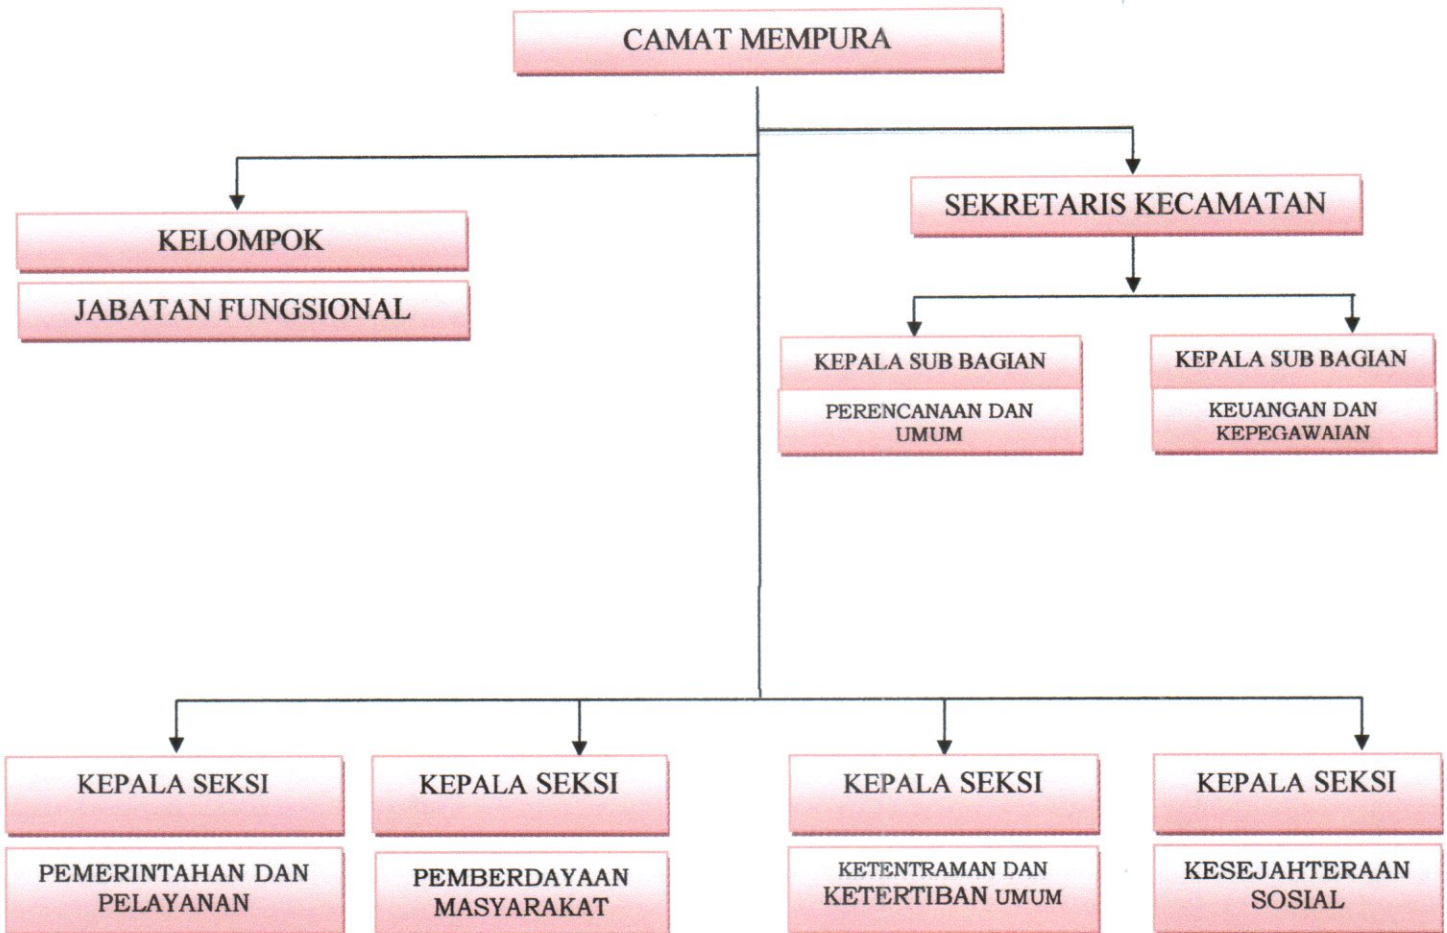 CAMAT MEMPURA
SEKRETARIS KECAMATAN
KELOMPOK
JABATAN FUNGSIONAL
KEPALA SUB BAGIAN
PERENCANAAN DAN
UMUM
KEPALA SUB BAGIAN
KEUANGAN DAN
KEPEGAWAIAN
KEPALA SEKSI
PEMERINTAHAN DAN
PELAYANAN
KEPALA SEKSI
PEMBERDAYAAN
MASYARAKAT
KEPALA SEKSI
KETENTRAMAN DAN
KETERTIBAN UMUM
KEPALA SEKSI
KESEJAHTERAAN
SOSIAL